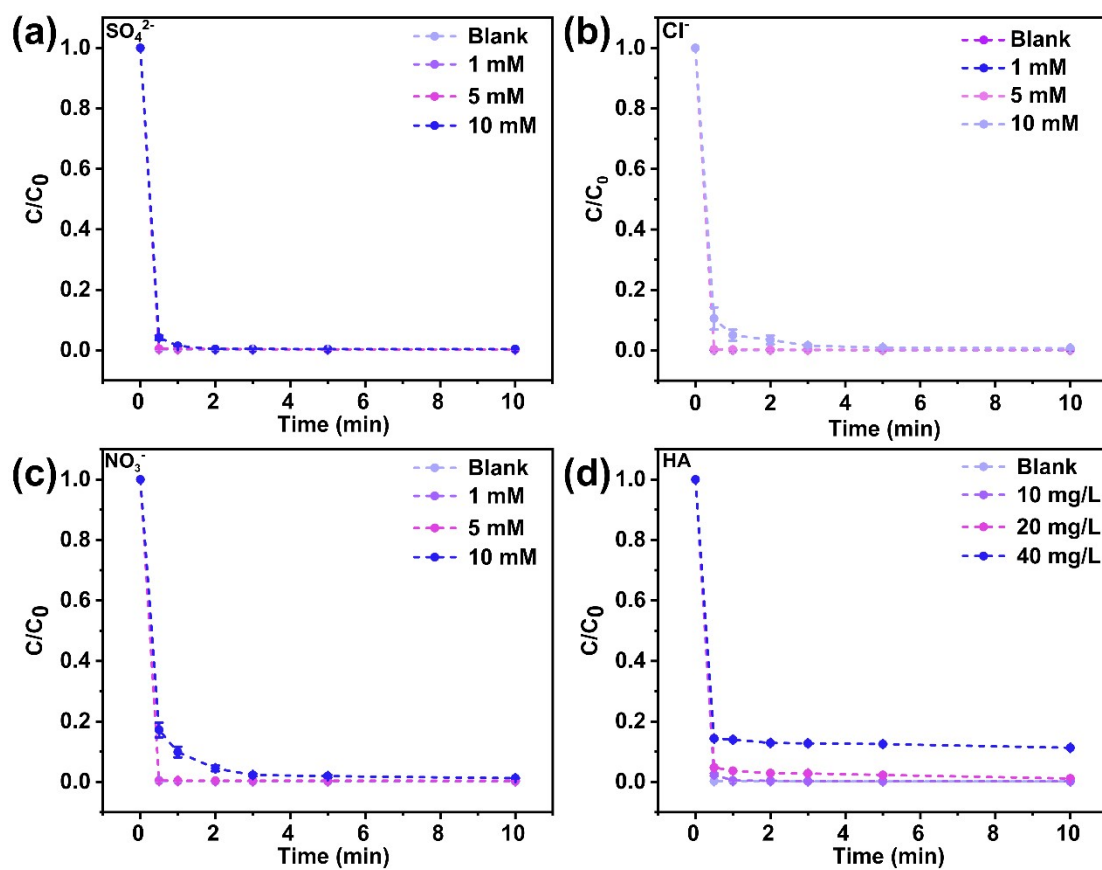 (a)
SO₄²⁻
Blank
1 mM
5 mM
10 mM
1.0
0.8
0.6
0.4
0.2
0.0
C/C₀
0 2 4 6 8 10
Time (min)
(b)
Cl⁻
Blank
1 mM
5 mM
10 mM
1.0
0.8
0.6
0.4
0.2
0.0
C/C₀
0 2 4 6 8 10
Time (min)
(c)
NO₃⁻
Blank
1 mM
5 mM
10 mM
1.0
0.8
0.6
0.4
0.2
0.0
C/C₀
0 2 4 6 8 10
Time (min)
(d)
HA
Blank
10 mg/L
20 mg/L
40 mg/L
1.0
0.8
0.6
0.4
0.2
0.0
C/C₀
0 2 4 6 8 10
Time (min)